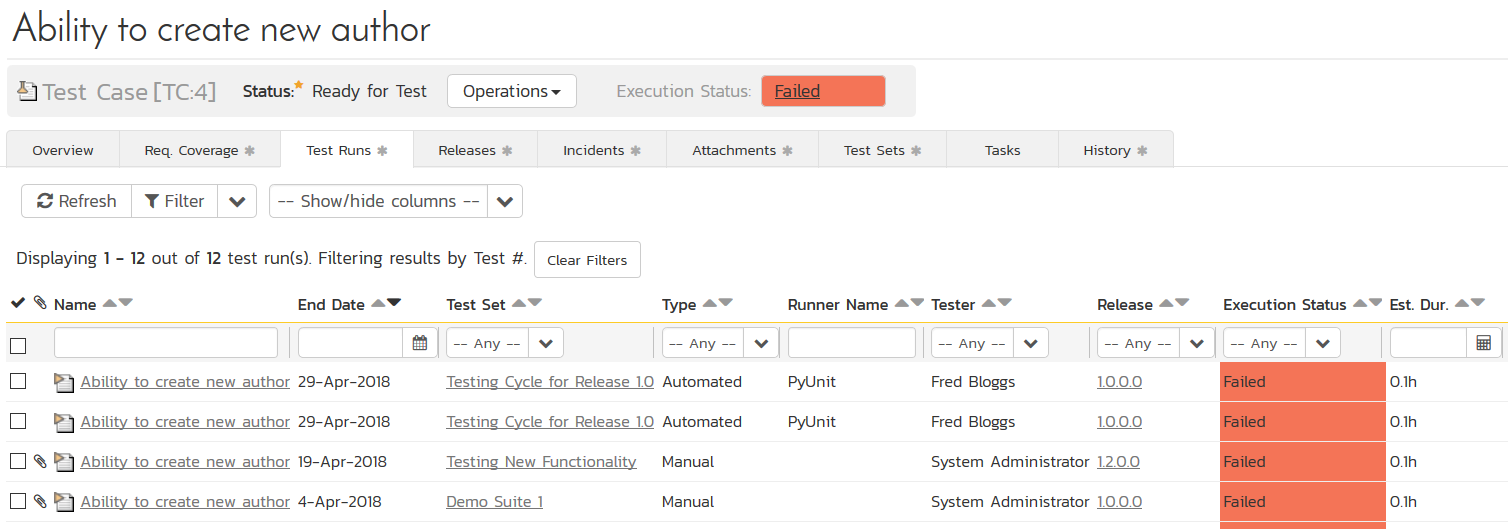 Ability to create new author
Test Case [TC:4] Status:* Ready for Test Operations Execution Status: Failed
Overview Req. Coverage * Test Runs * Releases * Incidents * Attachments * Test Sets * Tasks History *
Refresh Filter -- Show/hide columns --
Displaying 1 - 12 out of 12 test run(s). Filtering results by Test #. Clear Filters
Name End Date Test Set Type Runner Name Tester Release Execution Status Est. Dur.
-- Any -- -- Any -- -- Any -- -- Any -- -- Any --
Ability to create new author 29-Apr-2018 Testing Cycle for Release 1.0 Automated PyUnit Fred Bloggs 1.0.0.0 Failed 0.1h
Ability to create new author 29-Apr-2018 Testing Cycle for Release 1.0 Automated PyUnit Fred Bloggs 1.0.0.0 Failed 0.1h
Ability to create new author 19-Apr-2018 Testing New Functionality Manual System Administrator 1.2.0.0 Failed 0.1h
Ability to create new author 4-Apr-2018 Demo Suite 1 Manual System Administrator 1.0.0.0 Failed 0.1h